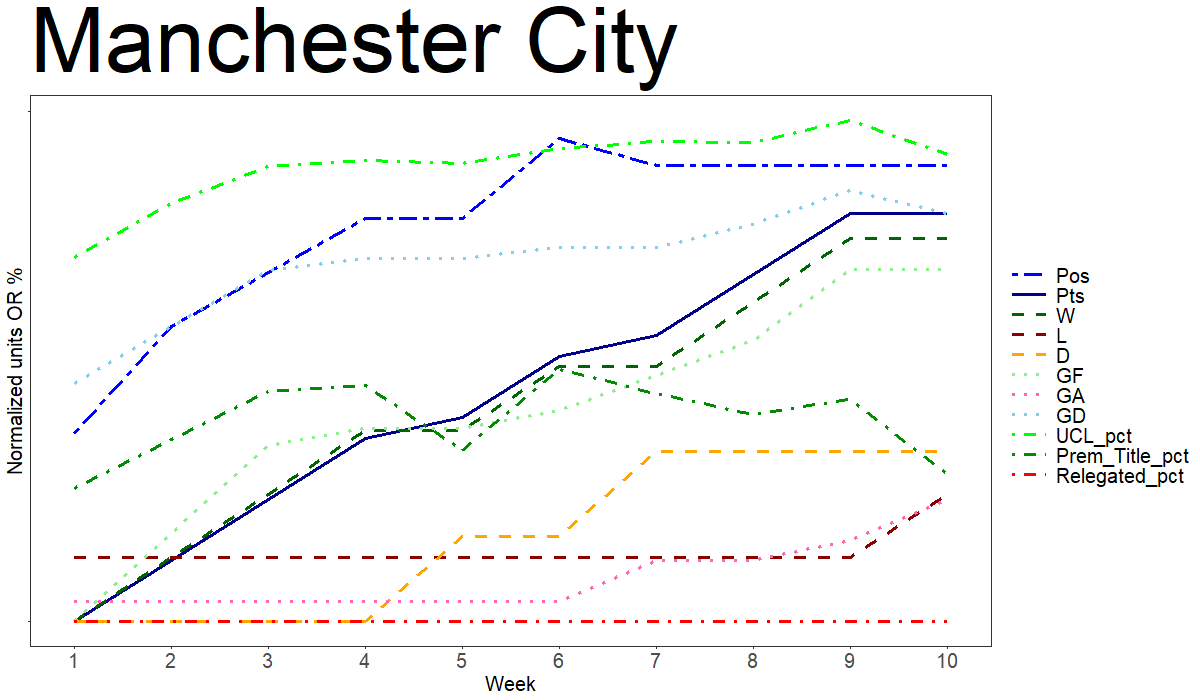 Manchester City
Normalized units OR %
Pos
Pts
W
L
D
GF
GA
GD
UCL_pct
Prem_Title_pct
Relegated_pct
1 2 3 4 5 6 7 8 9 10
Week